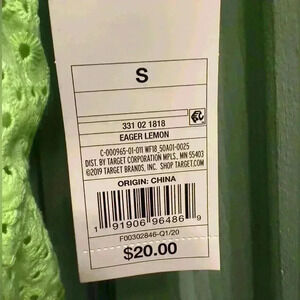 S
331 02 1818
EAGER LEMON
C-000965-01-011 MF18_50A01-0025
DIST. BY TARGET CORPORATION MPLS., MN 55403
©2019 TARGET BRANDS, INC. SHOP TARGET.COM
ORIGIN: CHINA
1 91906 96486 9
F00302846-Q1/20
$20.00